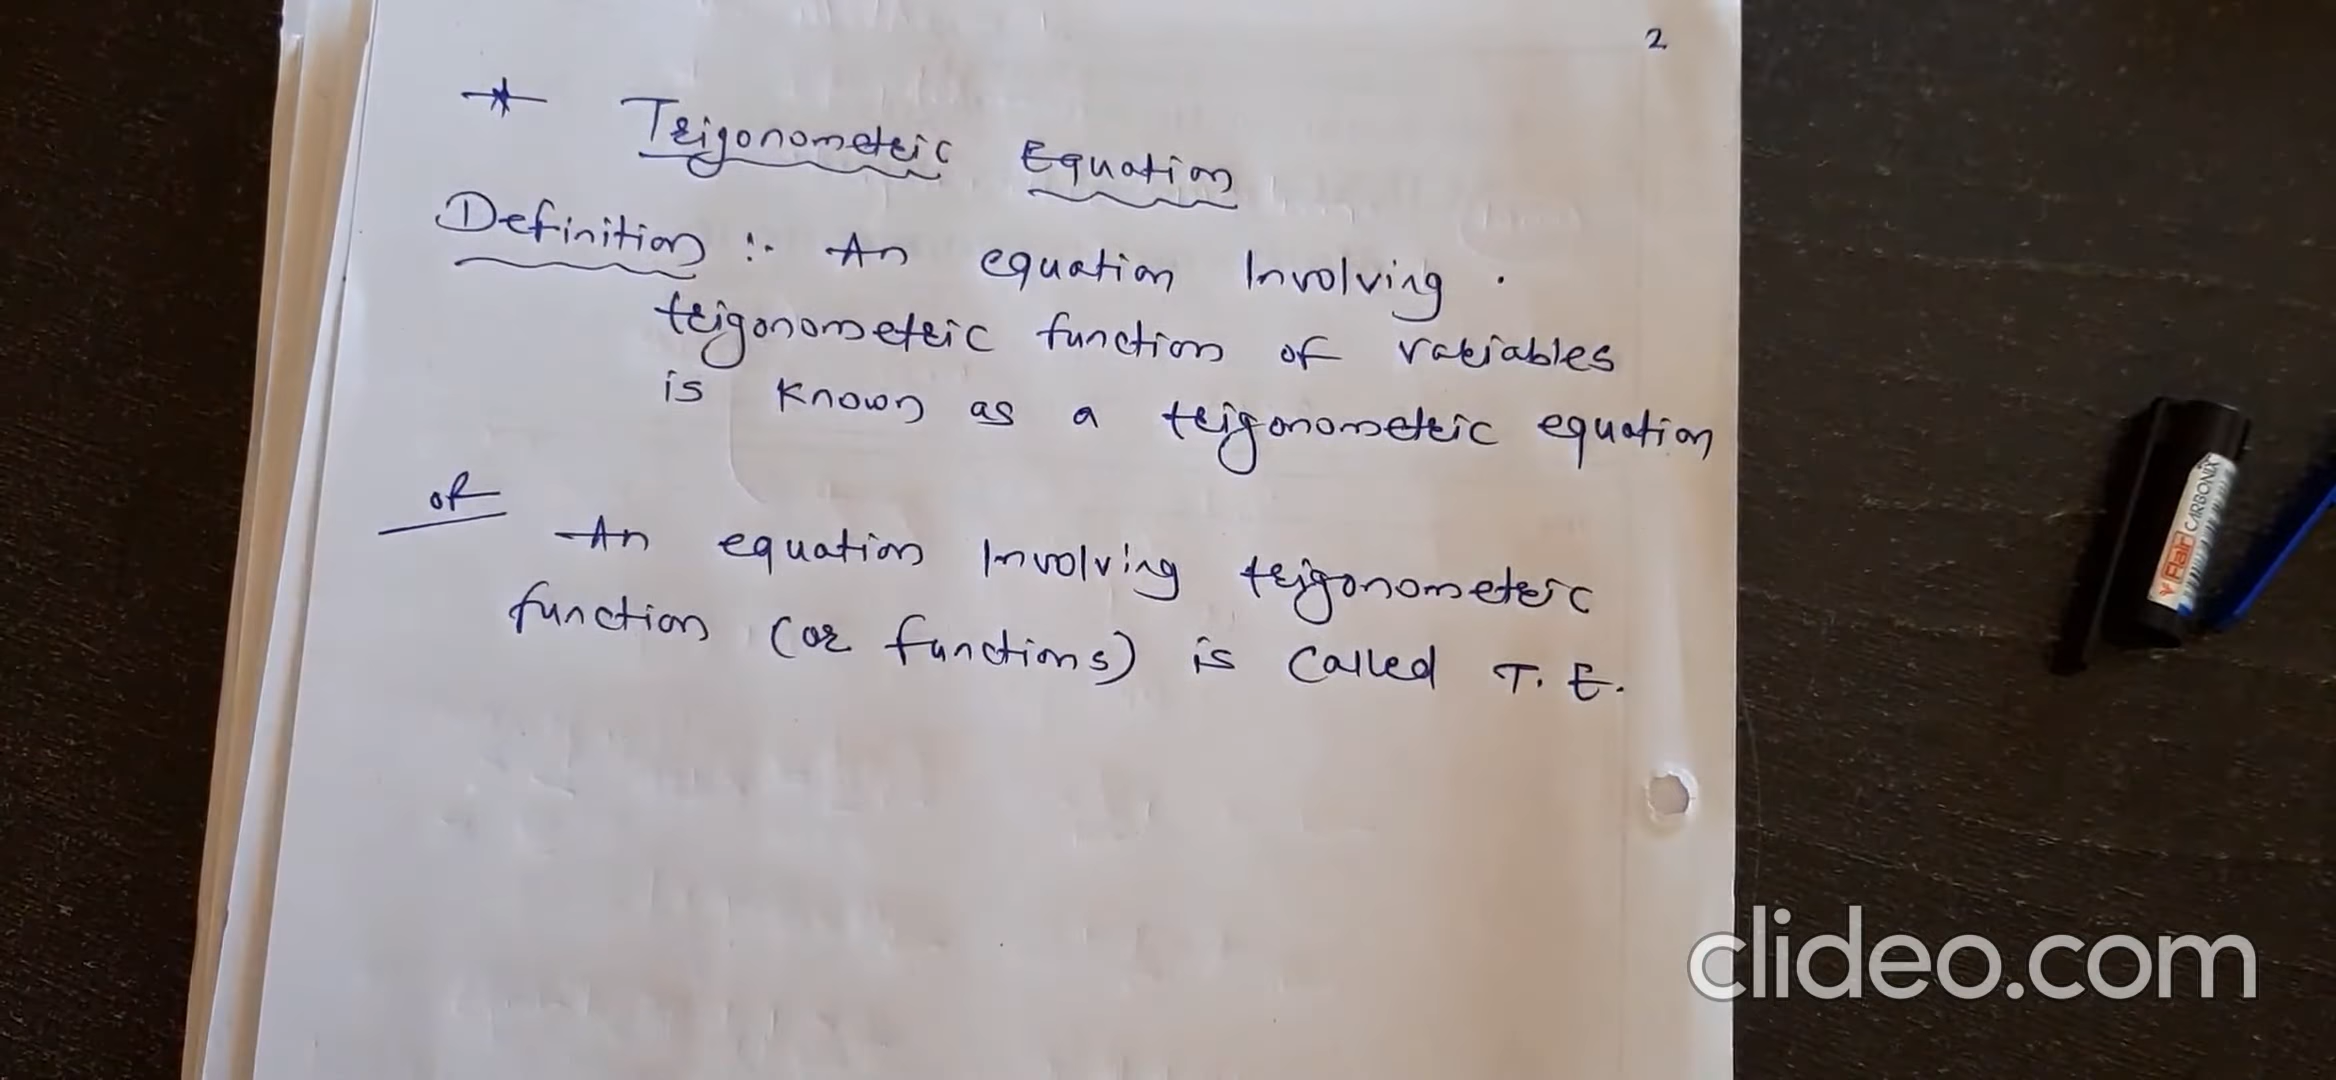 2
* Trigonometric Equation
Definition :- An equation Involving .
trigonometric function of variables
is known as a trigonometric equation
or
An equation Involving trigonometric
function (or functions) is called T. E.
Flair CARBONIX
clideo.com